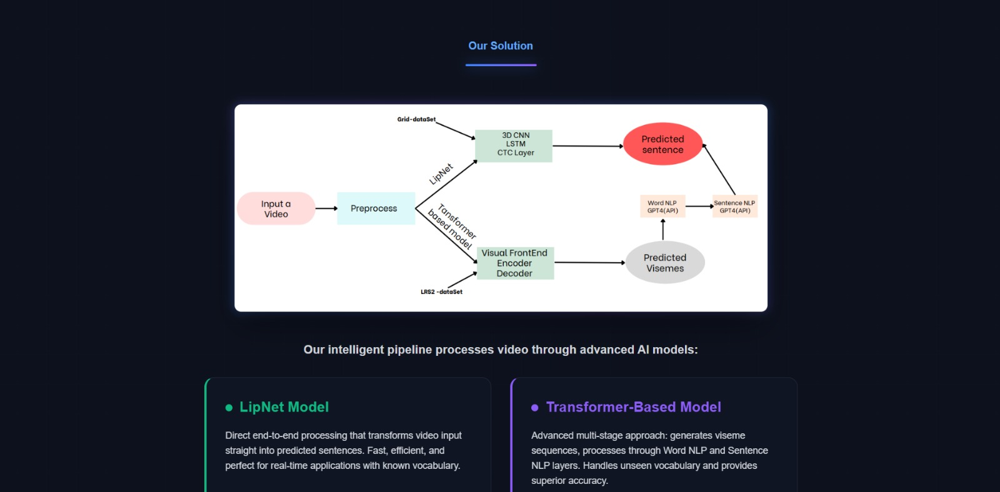 Our Solution
Grid-dataSet
3D CNN
LSTM
CTC Layer
Predicted
sentence
LipNet
Input a
Video
Preprocess
Tansformer
based model
Word NLP
GPT4(API)
Sentence NLP
GPT4(API)
Visual FrontEnd
Encoder
Decoder
Predicted
Visemes
LRS2 -dataSet
Our intelligent pipeline processes video through advanced AI models:
LipNet Model
Direct end-to-end processing that transforms video input
straight into predicted sentences. Fast, efficient, and
perfect for real-time applications with known vocabulary.
Transformer-Based Model
Advanced multi-stage approach: generates viseme
sequences, processes through Word NLP and Sentence
NLP layers. Handles unseen vocabulary and provides
superior accuracy.